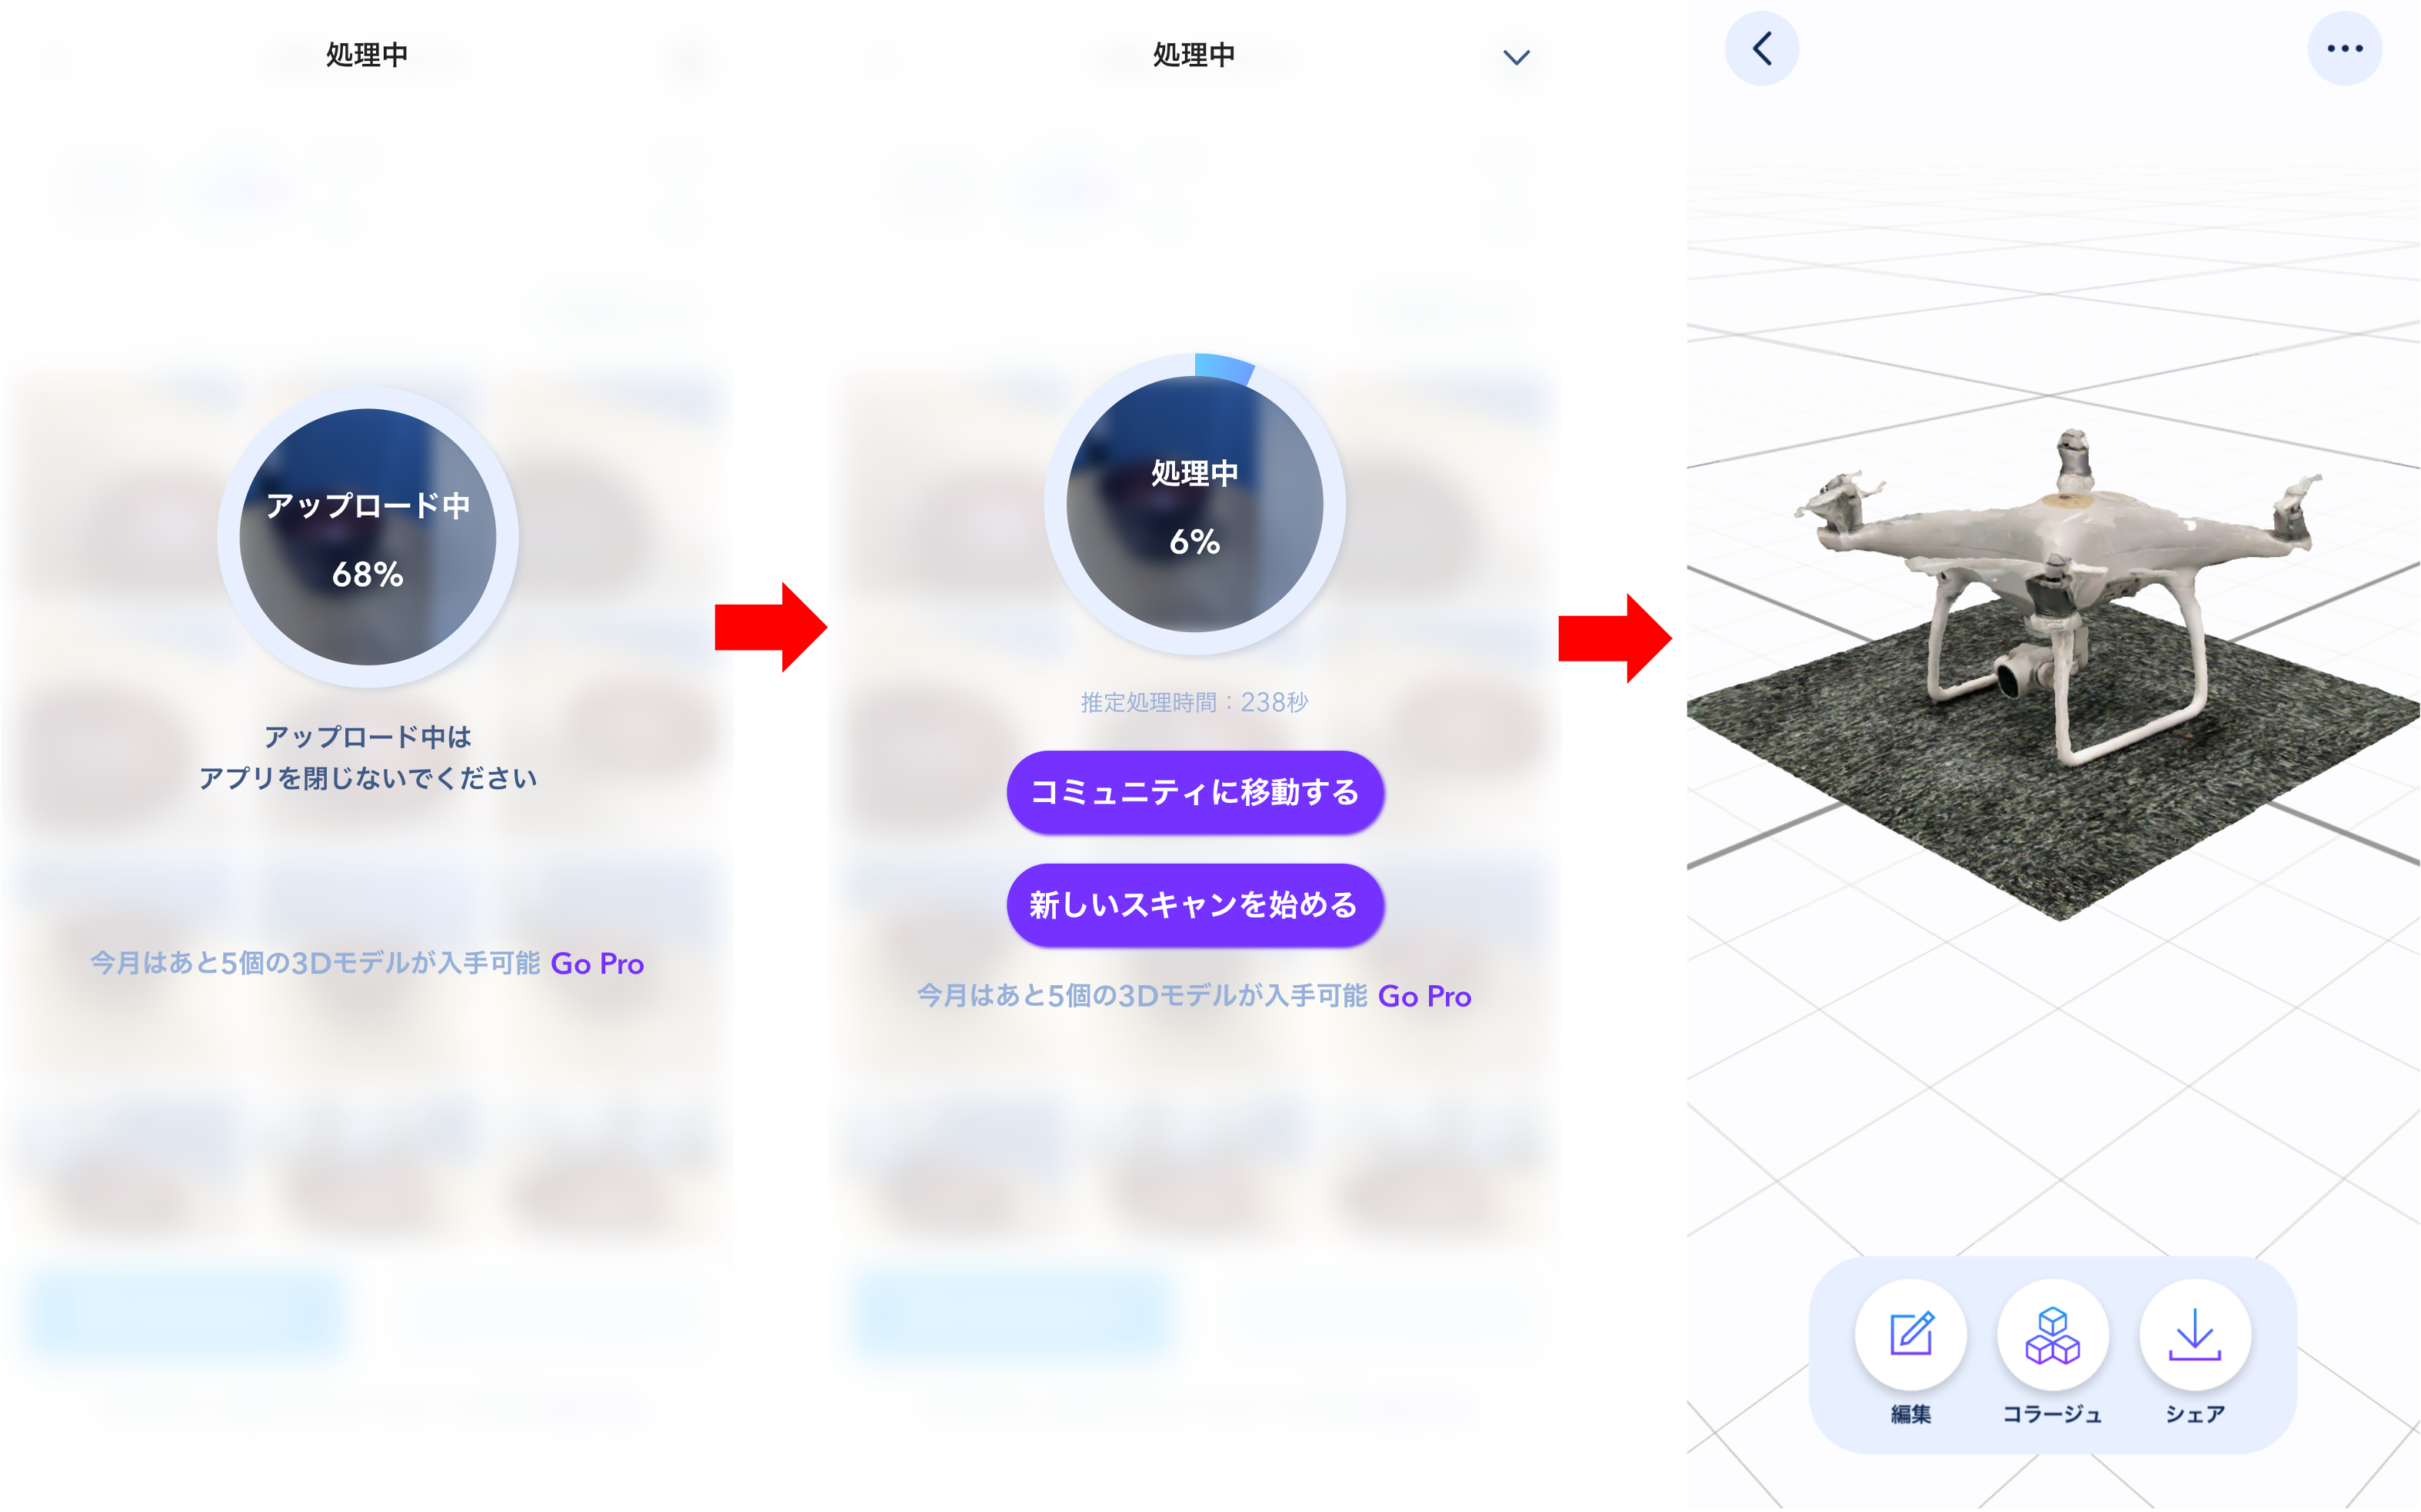 処理中
アップロード中
68%
アップロード中は
アプリを閉じないでください
今月はあと5個の3Dモデルが入手可能 Go Pro
処理中
処理中
6%
推定処理時間：238秒
コミュニティに移動する
新しいスキャンを始める
今月はあと5個の3Dモデルが入手可能 Go Pro
編集
コラージュ
シェア